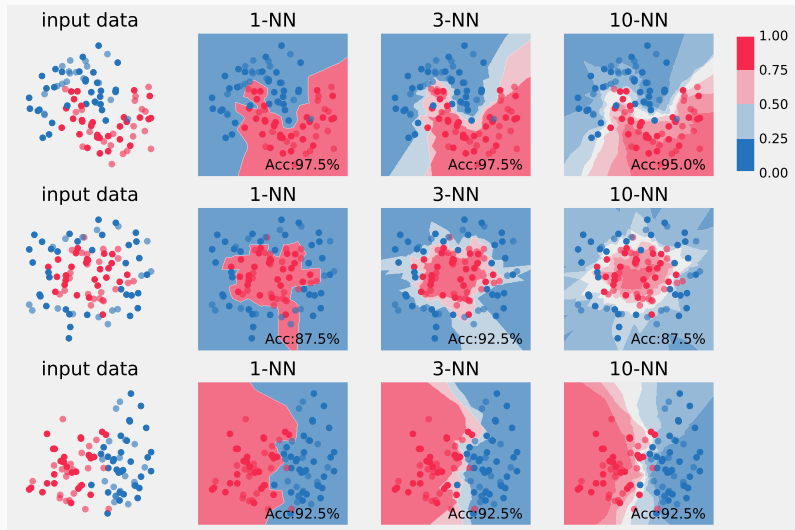 input data 1-NN 3-NN 10-NN
1.00
0.75
0.50
0.25
0.00
Acc:97.5% Acc:97.5% Acc:95.0%
input data 1-NN 3-NN 10-NN
Acc:87.5% Acc:92.5% Acc:87.5%
input data 1-NN 3-NN 10-NN
Acc:92.5% Acc:92.5% Acc:92.5%